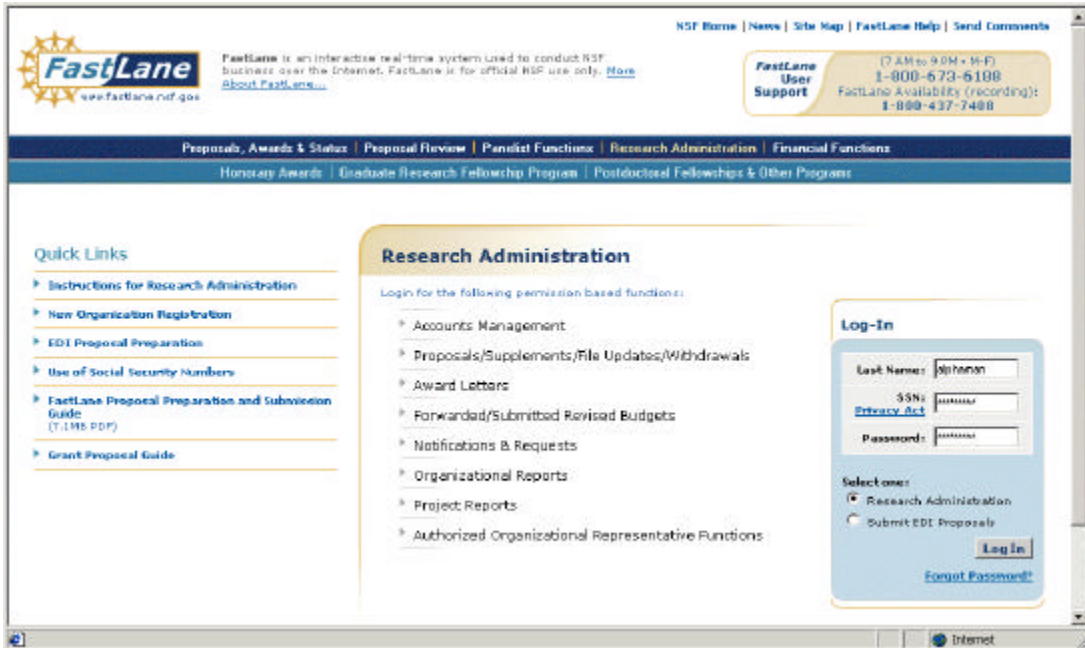 NSF Home | News | Site Map | FastLane Help | Send Comments
FastLane
www.fastlane.nsf.gov
FastLane is an interactive real-time system used to conduct NSF
business over the Internet. FastLane is for official NSF use only. More
About FastLane...
FastLane
User
Support
(7 AM to 9 PM • M-F)
1-800-673-6188
FastLane Availability (recording):
1-800-437-7408
Proposals, Awards & Status | Proposal Review | Panelist Functions | Research Administration | Financial Functions
Honorary Awards | Graduate Research Fellowship Program | Postdoctoral Fellowships & Other Programs
Quick Links
Instructions for Research Administration
New Organization Registration
EDI Proposal Preparation
Use of Social Security Numbers
FastLane Proposal Preparation and Submission
Guide
(7.1MB PDF)
Grant Proposal Guide
Research Administration
Login for the following permission based functions:
Accounts Management
Proposals/Supplements/File Updates/Withdrawals
Award Letters
Forwarded/Submitted Revised Budgets
Notifications & Requests
Organizational Reports
Project Reports
Authorized Organizational Representative Functions
Log-In
Last Name: alphaman
SSN: *********
Privacy Act
Password: ********
Select one:
Research Administration
Submit EDI Proposals
Log In
Forgot Password?
Internet